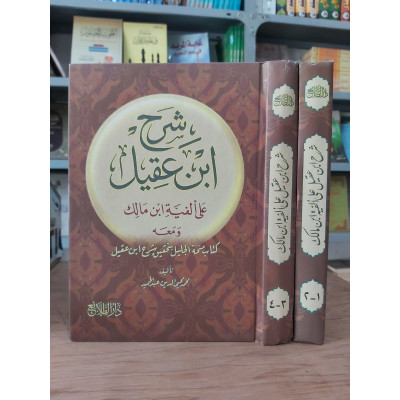 شرح
ابن عقيل
على ألفية ابن مالك
ومعه
كتاب منحة الجليل بتحقيق شرح ابن عقيل
تأليف
محمد محيي الدين عبد الحميد
دار الطلائع
شرح ابن عقيل على ألفية ابن مالك
٣-٤
شرح ابن عقيل على ألفية ابن مالك
١-٢